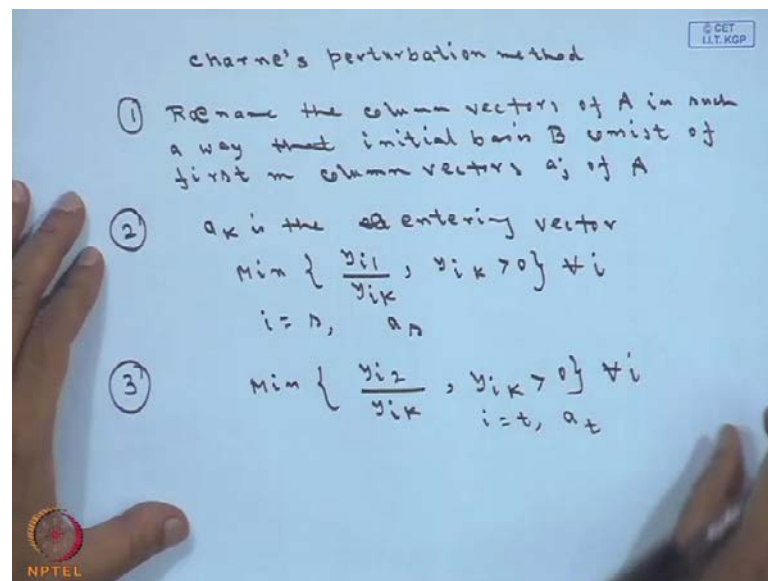 © CET
I.I.T. KGP
charne's perturbation method
① Rename the column vectors of A in such
a way that initial basis B consist of
first m column vectors aj of A
② aK is the entering vector
Min { yi1 / yiK , yiK > 0 } ∀ i
i = s, as
③ Min { yi2 / yiK , yiK > 0 } ∀ i
i = t, at
NPTEL